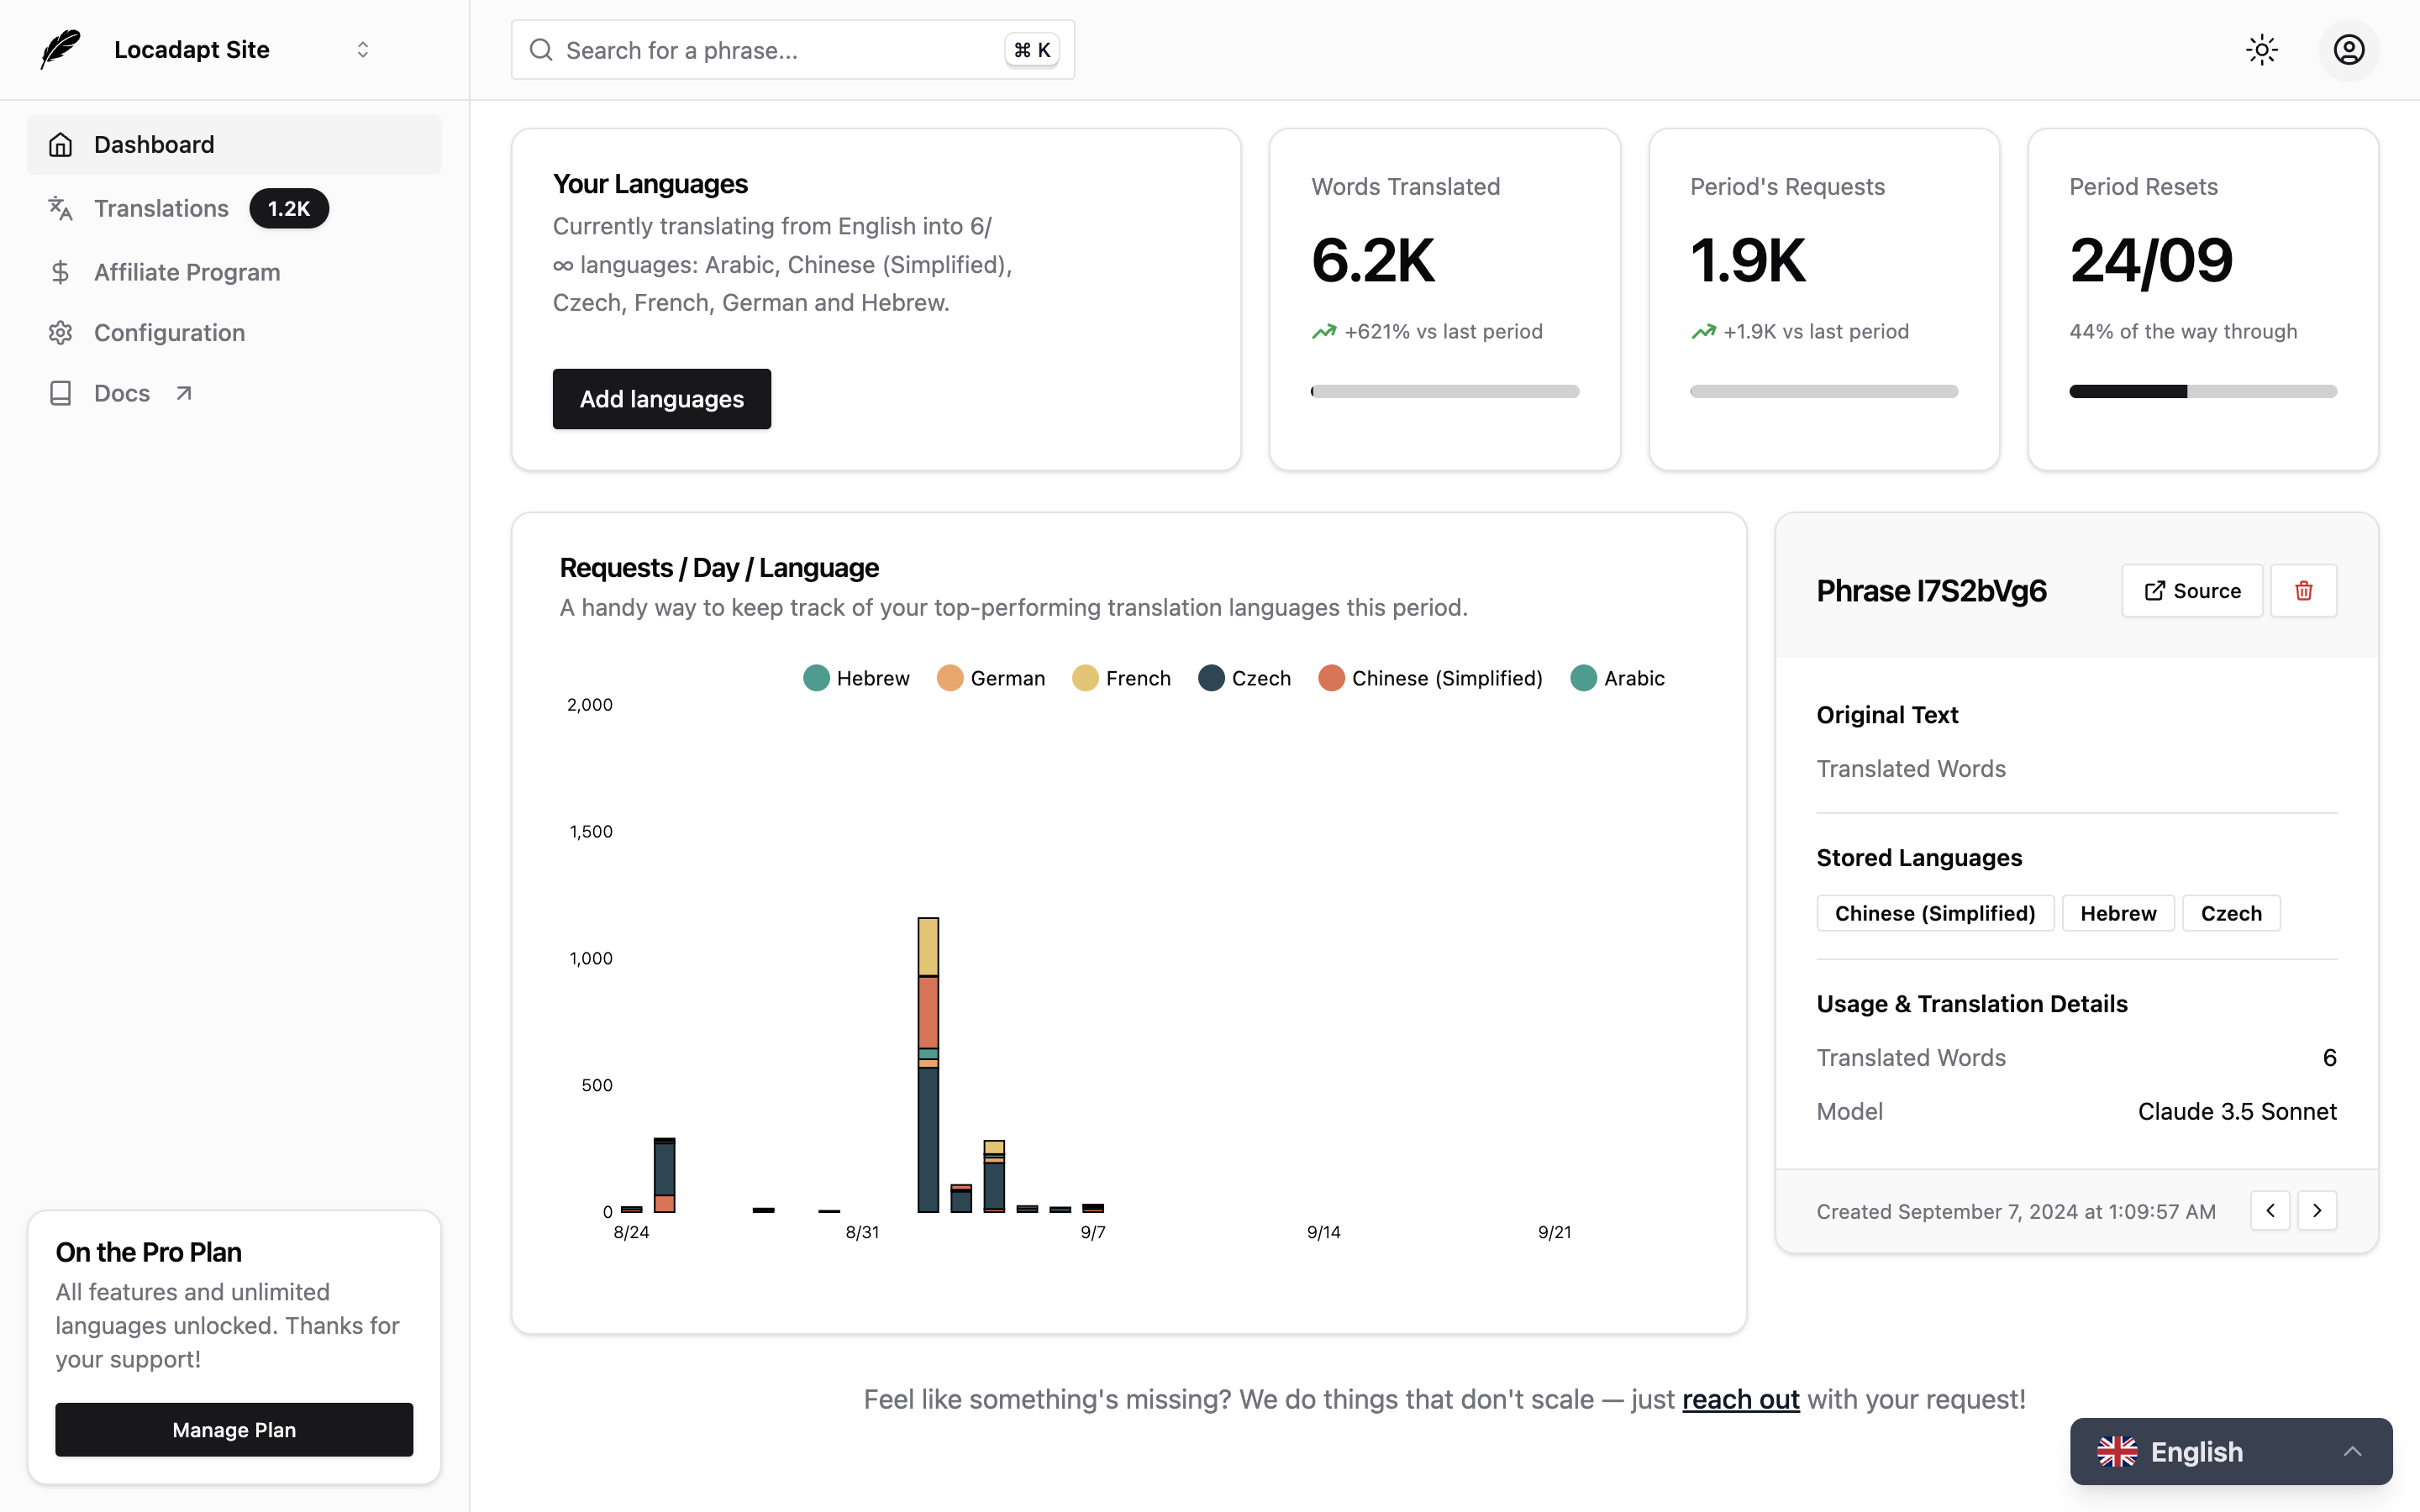 Locadapt Site
Search for a phrase...
⌘ K
Dashboard
Translations 1.2K
Affiliate Program
Configuration
Docs
On the Pro Plan
All features and unlimited
languages unlocked. Thanks for
your support!
Manage Plan
Your Languages
Currently translating from English into 6/
∞ languages: Arabic, Chinese (Simplified),
Czech, French, German and Hebrew.
Add languages
Words Translated
6.2K
+621% vs last period
Period's Requests
1.9K
+1.9K vs last period
Period Resets
24/09
44% of the way through
Requests / Day / Language
A handy way to keep track of your top-performing translation languages this period.
Hebrew German French Czech Chinese (Simplified) Arabic
2,000
1,500
1,000
500
0
8/24 8/31 9/7 9/14 9/21
Phrase I7S2bVg6
Source
Original Text
Translated Words
Stored Languages
Chinese (Simplified) Hebrew Czech
Usage & Translation Details
Translated Words 6
Model Claude 3.5 Sonnet
Created September 7, 2024 at 1:09:57 AM
Feel like something's missing? We do things that don't scale — just reach out with your request!
English